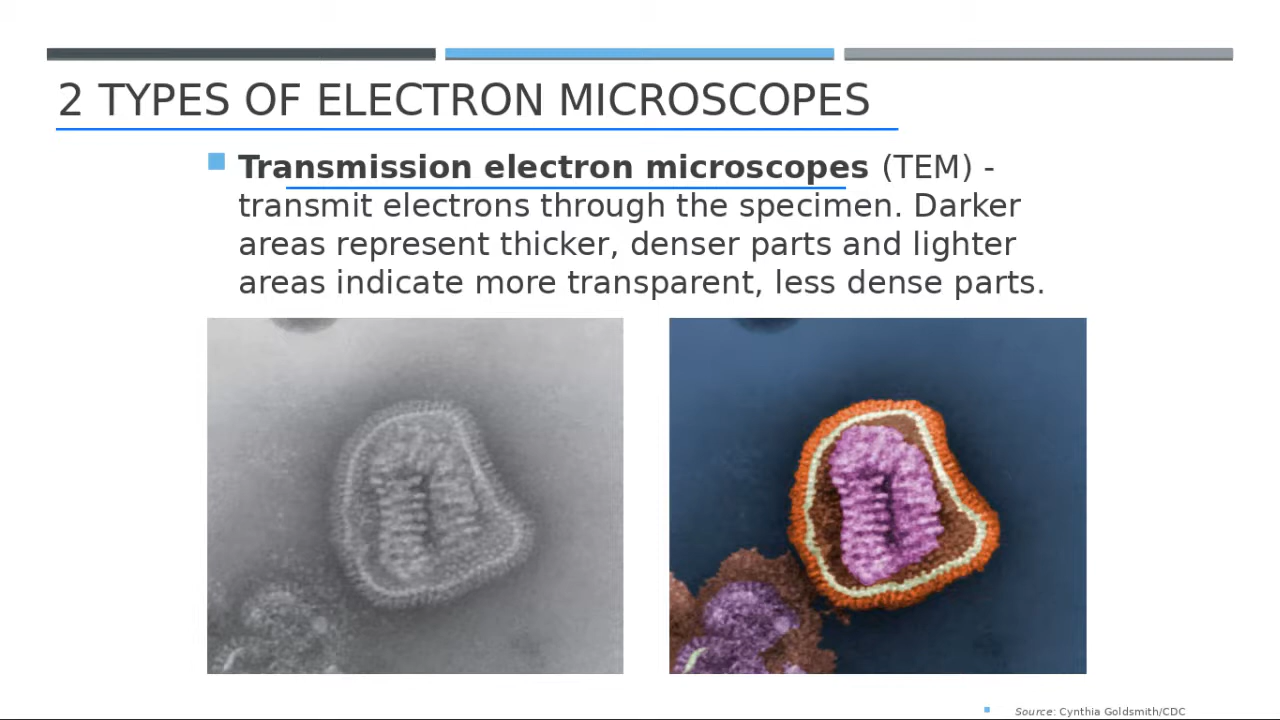 2 TYPES OF ELECTRON MICROSCOPES
Transmission electron microscopes (TEM) -
transmit electrons through the specimen. Darker
areas represent thicker, denser parts and lighter
areas indicate more transparent, less dense parts.
Source: Cynthia Goldsmith/CDC